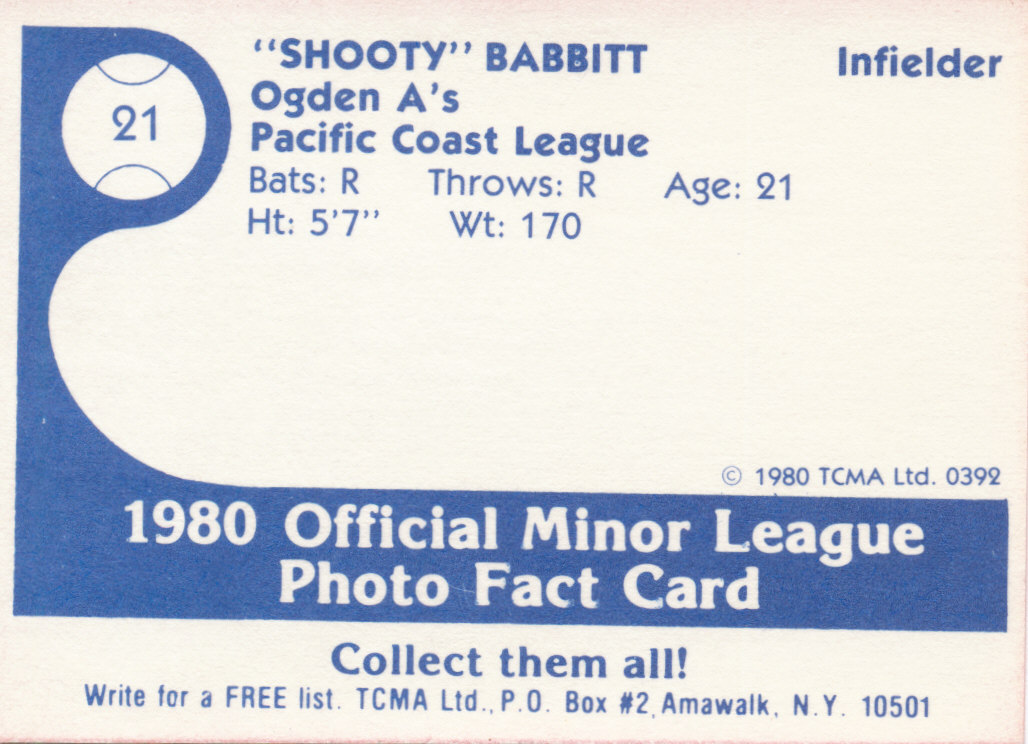 21
"SHOOTY" BABBITT Infielder
Ogden A's
Pacific Coast League
Bats: R Throws: R Age: 21
Ht: 5'7" Wt: 170
© 1980 TCMA Ltd. 0392
1980 Official Minor League
Photo Fact Card
Collect them all!
Write for a FREE list. TCMA Ltd., P.O. Box #2, Amawalk, N.Y. 10501